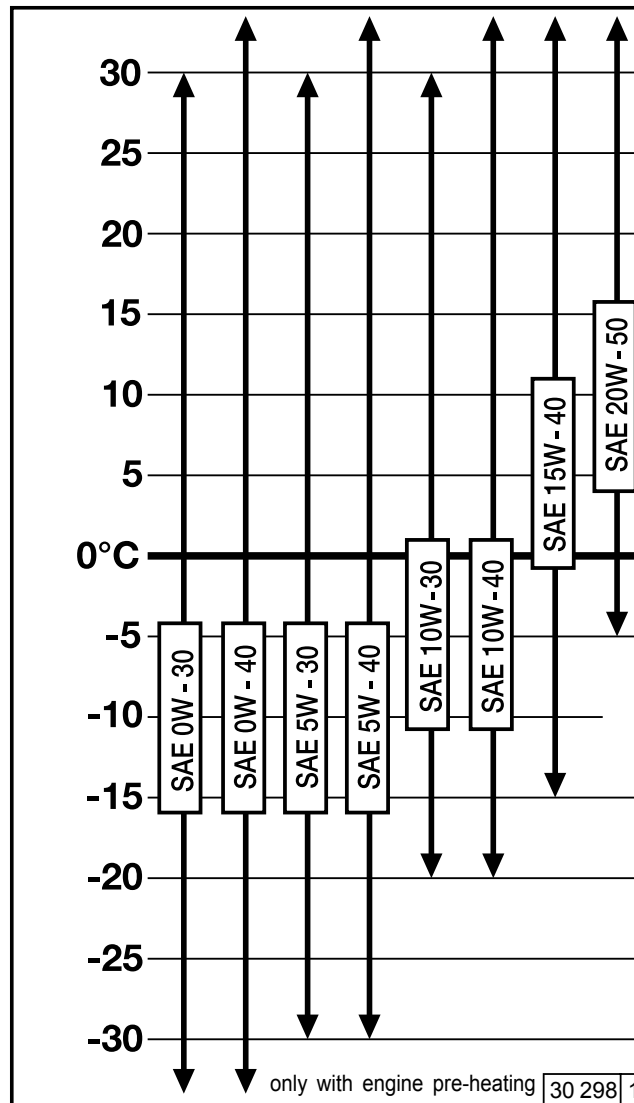 30
25
20
15
10
5
0°C
-5
-10
-15
-20
-25
-30
SAE 0W - 30
SAE 0W - 40
SAE 5W - 30
SAE 5W - 40
SAE 10W - 30
SAE 10W - 40
SAE 15W - 40
SAE 20W - 50
only with engine pre-heating
30 298 1